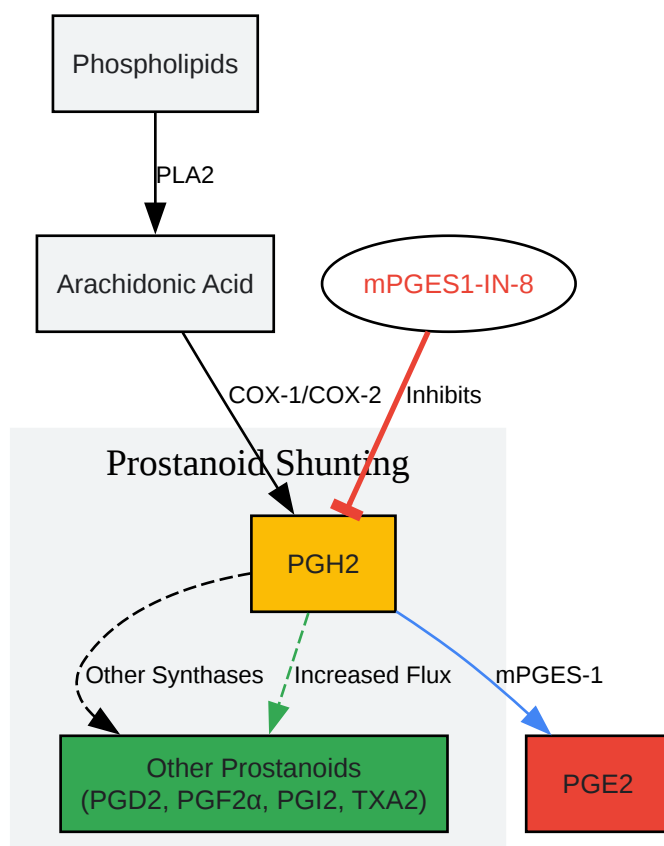 Phospholipids
PLA2
Arachidonic Acid
mPGES1-IN-8
COX-1/COX-2
Inhibits
Prostanoid Shunting
PGH2
Other Synthases
Increased Flux
mPGES-1
Other Prostanoids
(PGD2, PGF2α, PGI2, TXA2)
PGE2